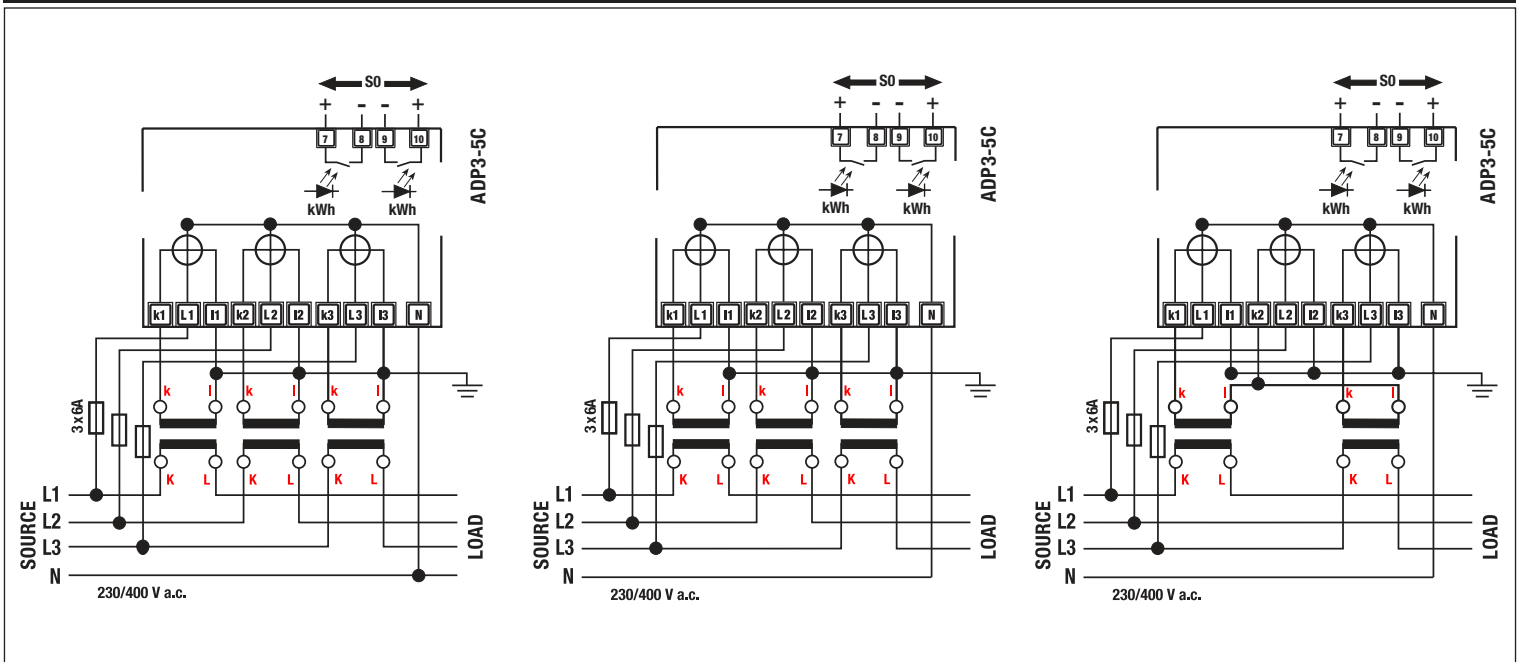 S0
+ - - +
7 8 9 10
kWh kWh
ADP3-5C
k1 L1 l1 k2 L2 l2 k3 L3 l3 N
k l k l k l
3 x 6A
K L K L K L
SOURCE
L1
L2
L3
N
LOAD
230/400 V a.c.
S0
+ - - +
7 8 9 10
kWh kWh
ADP3-5C
k1 L1 l1 k2 L2 l2 k3 L3 l3 N
k l k l k l
3 x 6A
K L K L K L
SOURCE
L1
L2
L3
N
LOAD
230/400 V a.c.
S0
+ - - +
7 8 9 10
kWh kWh
ADP3-5C
k1 L1 l1 k2 L2 l2 k3 L3 l3 N
k l k l
3 x 6A
K L K L
SOURCE
L1
L2
L3
N
LOAD
230/400 V a.c.